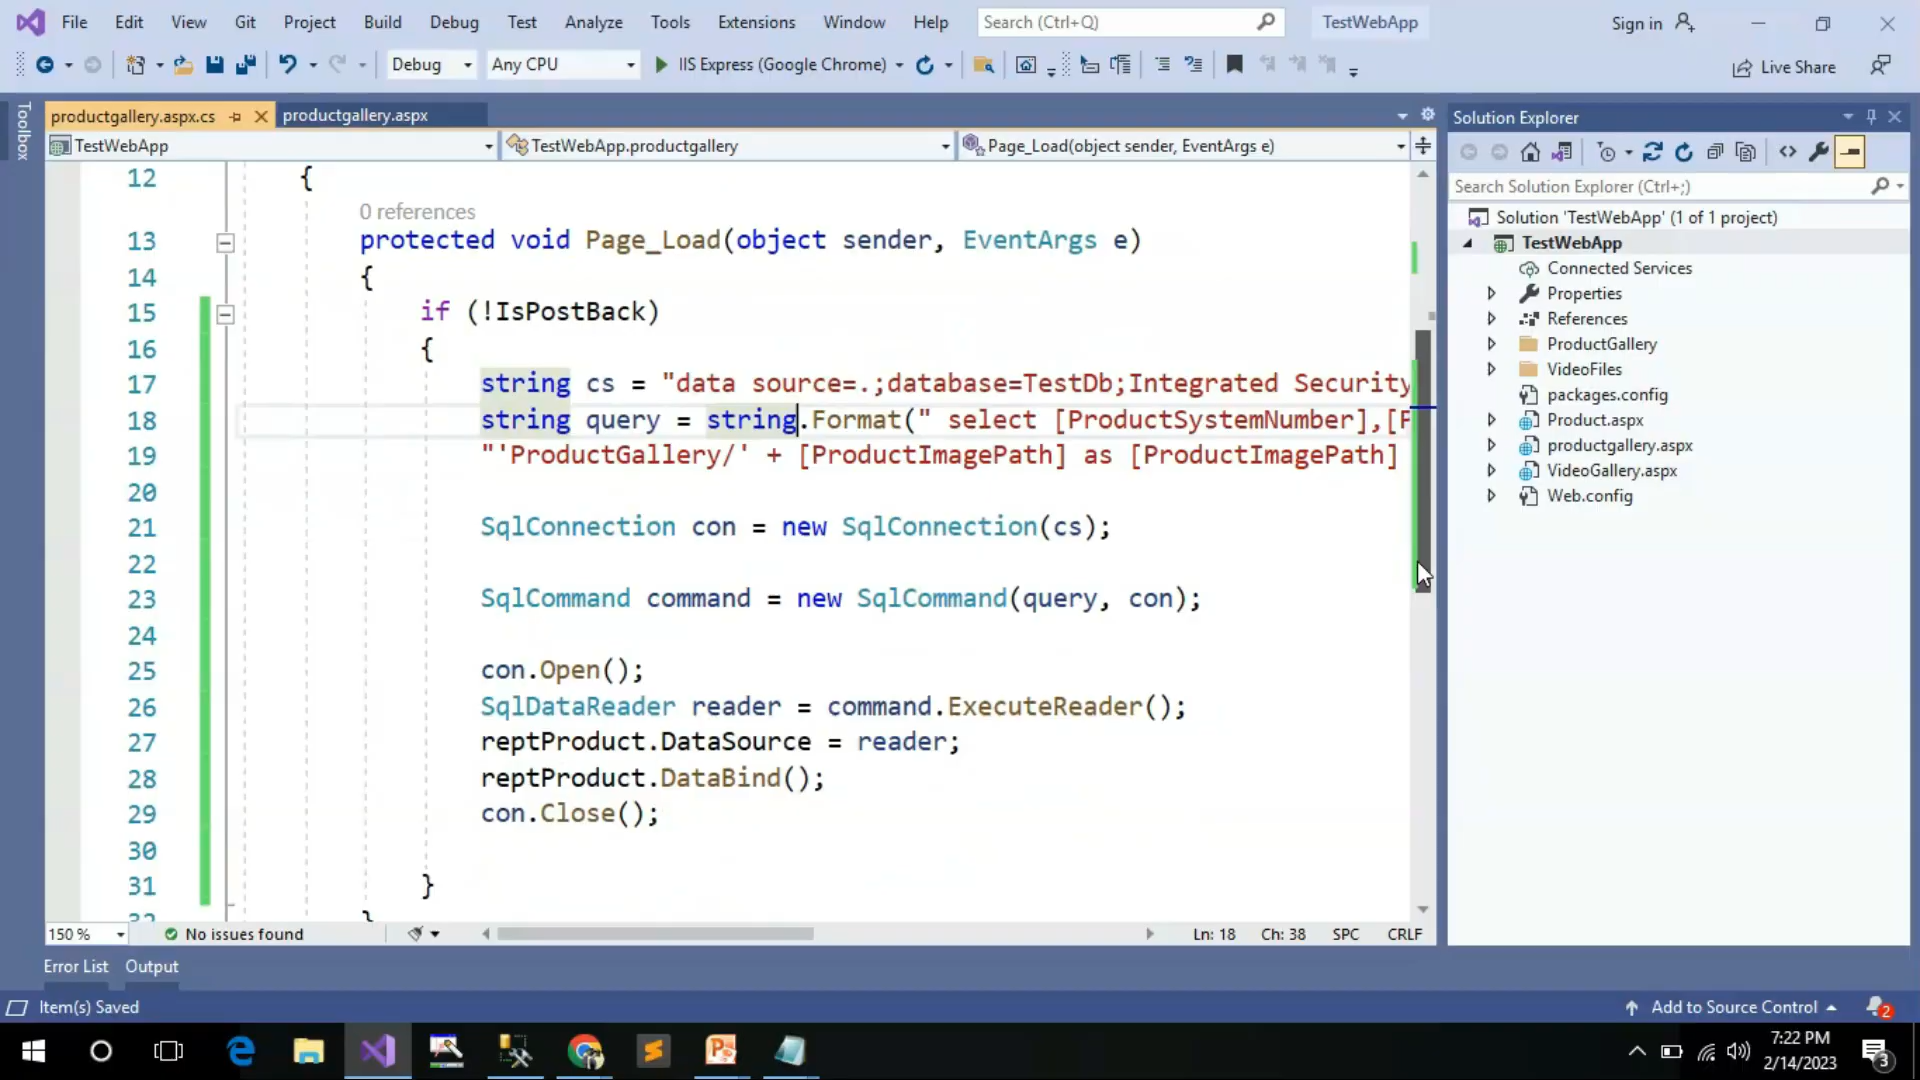 File Edit View Git Project Build Debug Test Analyze Tools Extensions Window Help Search (Ctrl+Q) TestWebApp Sign in
Debug Any CPU IIS Express (Google Chrome) Live Share
Toolbox
productgallery.aspx.cs productgallery.aspx
TestWebApp TestWebApp.productgallery Page_Load(object sender, EventArgs e)
12 {
0 references
13 protected void Page_Load(object sender, EventArgs e)
14 {
15 if (!IsPostBack)
16 {
17 string cs = "data source=.;database=TestDb;Integrated Security
18 string query = string.Format(" select [ProductSystemNumber],[P
19 "'ProductGallery/' + [ProductImagePath] as [ProductImagePath]
20
21 SqlConnection con = new SqlConnection(cs);
22
23 SqlCommand command = new SqlCommand(query, con);
24
25 con.Open();
26 SqlDataReader reader = command.ExecuteReader();
27 reptProduct.DataSource = reader;
28 reptProduct.DataBind();
29 con.Close();
30
31 }
32 }
150 % No issues found Ln: 18 Ch: 38 SPC CRLF
Solution Explorer
Search Solution Explorer (Ctrl+;)
Solution 'TestWebApp' (1 of 1 project)
TestWebApp
Connected Services
Properties
References
ProductGallery
VideoFiles
packages.config
Product.aspx
productgallery.aspx
VideoGallery.aspx
Web.config
Error List Output
Item(s) Saved Add to Source Control 2
7:22 PM
2/14/2023
3